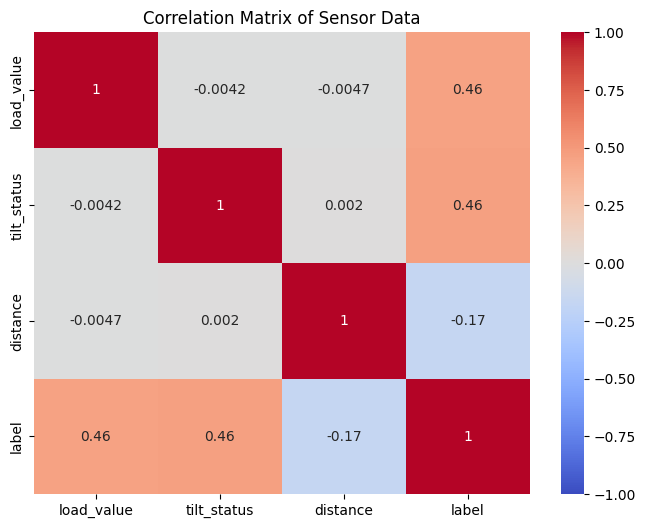 Correlation Matrix of Sensor Data
load_value
1
-0.0042
-0.0047
0.46
tilt_status
-0.0042
1
0.002
0.46
distance
-0.0047
0.002
1
-0.17
label
0.46
0.46
-0.17
1
load_value
tilt_status
distance
label
1.00
0.75
0.50
0.25
0.00
−0.25
−0.50
−0.75
−1.00